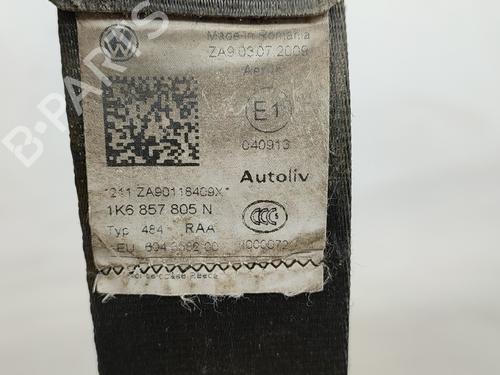 Made in Romania
ZA9 03.07.2009
E1
040913
*211 ZA90118409X*
Autoliv
1K6 857 805 N
CCC
Typ 484 RAA
B-PARTS